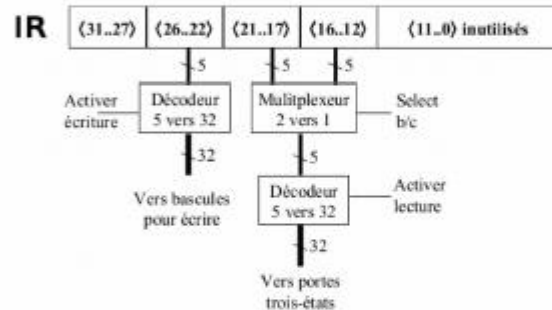 IR ⟨31..27⟩ ⟨26..22⟩ ⟨21..17⟩ ⟨16..12⟩ ⟨11..0⟩ inutilisés
5 5 5
Activer écriture
Décodeur
5 vers 32
Mulitplexeur
2 vers 1
Select
b/c
32
Vers bascules
pour écrire
5
Décodeur
5 vers 32
Activer
lecture
32
Vers portes
trois-états